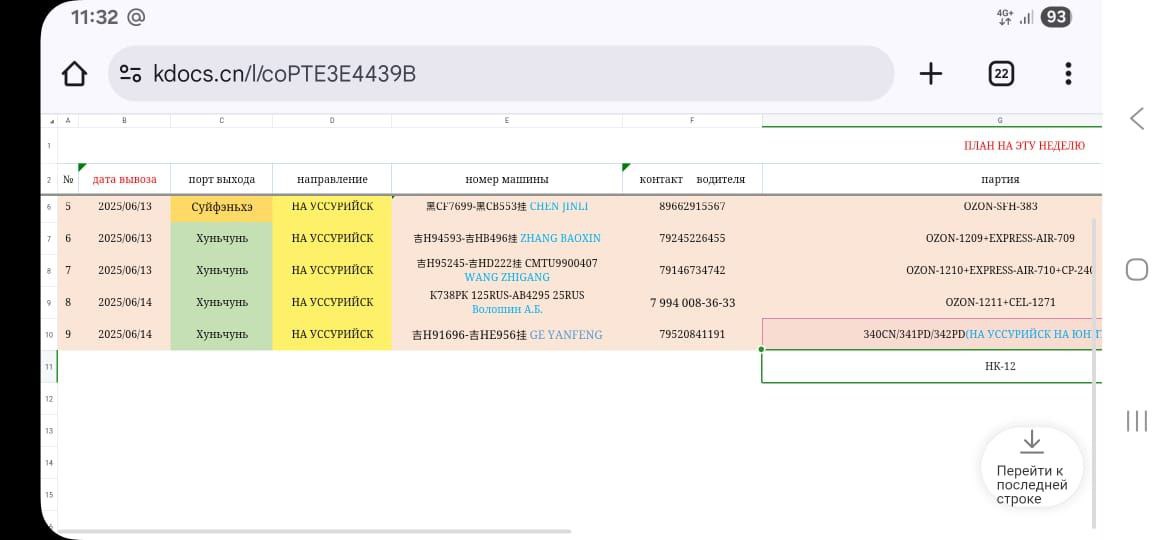 11:32 @ 4G+ 93
kdocs.cn/l/coPTE3E4439B 22
A B C D E F G
1 ПЛАН НА ЭТУ НЕДЕЛЮ
2 № дата вывоза порт выхода направление номер машины контакт водителя партия
6 5 2025/06/13 Суйфэньхэ НА УССУРИЙСК 黑CF7699-黑CB553挂 CHEN JINLI 89662915567 OZON-SFH-383
7 6 2025/06/13 Хуньчунь НА УССУРИЙСК 吉H94593-吉HB496挂 ZHANG BAOXIN 79245226455 OZON-1209+EXPRESS-AIR-709
8 7 2025/06/13 Хуньчунь НА УССУРИЙСК 吉H95245-吉HD222挂 CMTU9900407 79146734742 OZON-1210+EXPRESS-AIR-710+CP-240
WANG ZHIGANG
9 8 2025/06/14 Хуньчунь НА УССУРИЙСК К738РК 125RUS-АВ4295 25RUS 7 994 008-36-33 OZON-1211+CEL-1271
Волошин А.Б.
10 9 2025/06/14 Хуньчунь НА УССУРИЙСК 吉H91696-吉HE956挂 GE YANFENG 79520841191 340CN/341PD/342PD(НА УССУРИЙСК НА ЮН
11 НК-12
12
13
14
15
Перейти к
последней
строке